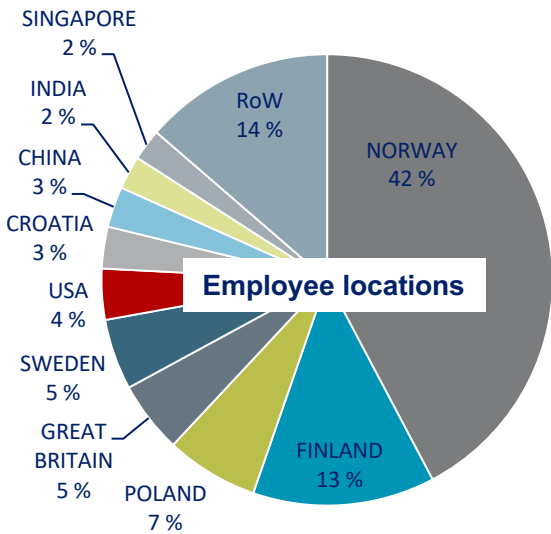 SINGAPORE
2 %
INDIA
2 %
CHINA
3 %
CROATIA
3 %
USA
4 %
SWEDEN
5 %
GREAT
BRITAIN
5 %
POLAND
7 %
FINLAND
13 %
NORWAY
42 %
RoW
14 %
Employee locations